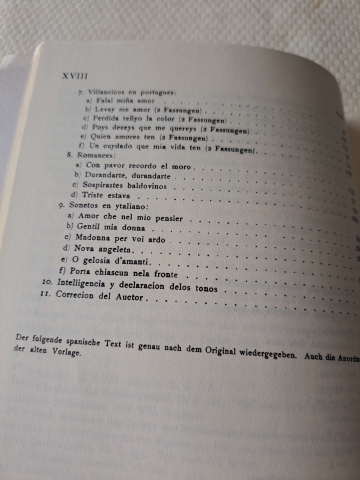 XVIII
7. Villancicos en portugues:
a) Falai miña amor
b) Levay me amor (2 Fassungen)
c) Perdida teñyo la color (2 Fassungen)
d) Poys dezeys que me quereys (2 Fassungen)
e) Quien amores ten (2 Fassungen)
f) Un cuydado que mia vida ten (2 Fassungen).
8. Romances:
a) Con pavor recordo el moro
b) Durandarte, durandarte
c) Sospirastes baldovinos
d) Triste estava
9. Sonetos en ytaliano:
a) Amor che nel mio pensier
b) Gentil mia donna
c) Madonna per voi ardo
d) Nova angeleta
e) O gelosia d'amanti
f) Porta chiascun nela fronte
10. Intelligencia y declaracion delos tonos
11. Correcion del Auctor
Der folgende spanische Text ist genau nach dem Original wiedergegeben. Auch die
der alten Vorlage.